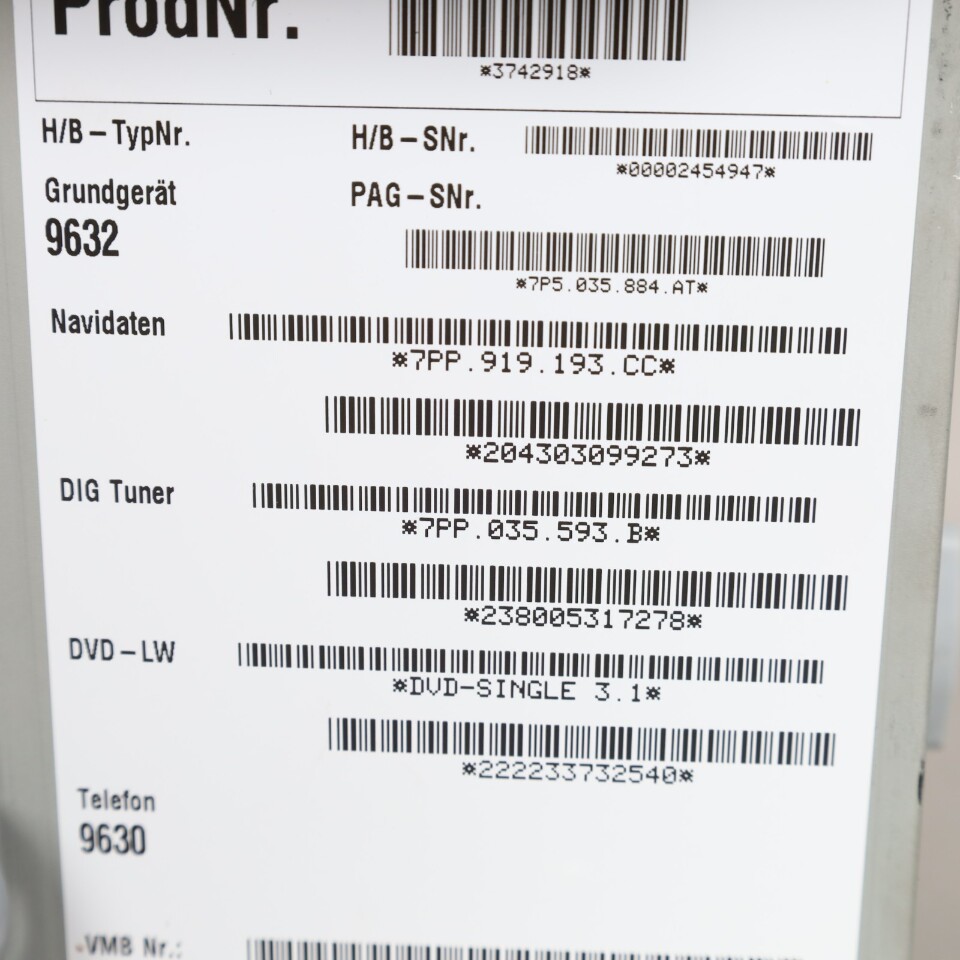 ProdNr.
*3742918*
H/B-TypNr. H/B-SNr.
*00002454947*
Grundgerät PAG-SNr.
9632
*7P5.035.884.AT*
Navidaten
*7PP.919.193.CC*
*204303099273*
DIG Tuner
*7PP.035.593.B*
*238005317278*
DVD-LW
*DVD-SINGLE 3.1*
*222233732540*
Telefon
9630
VMB Nr.: